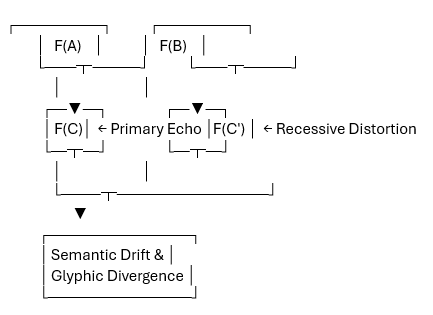 F(A) F(B)
F(C) ← Primary Echo F(C') ← Recessive Distortion
Semantic Drift &
Glyphic Divergence